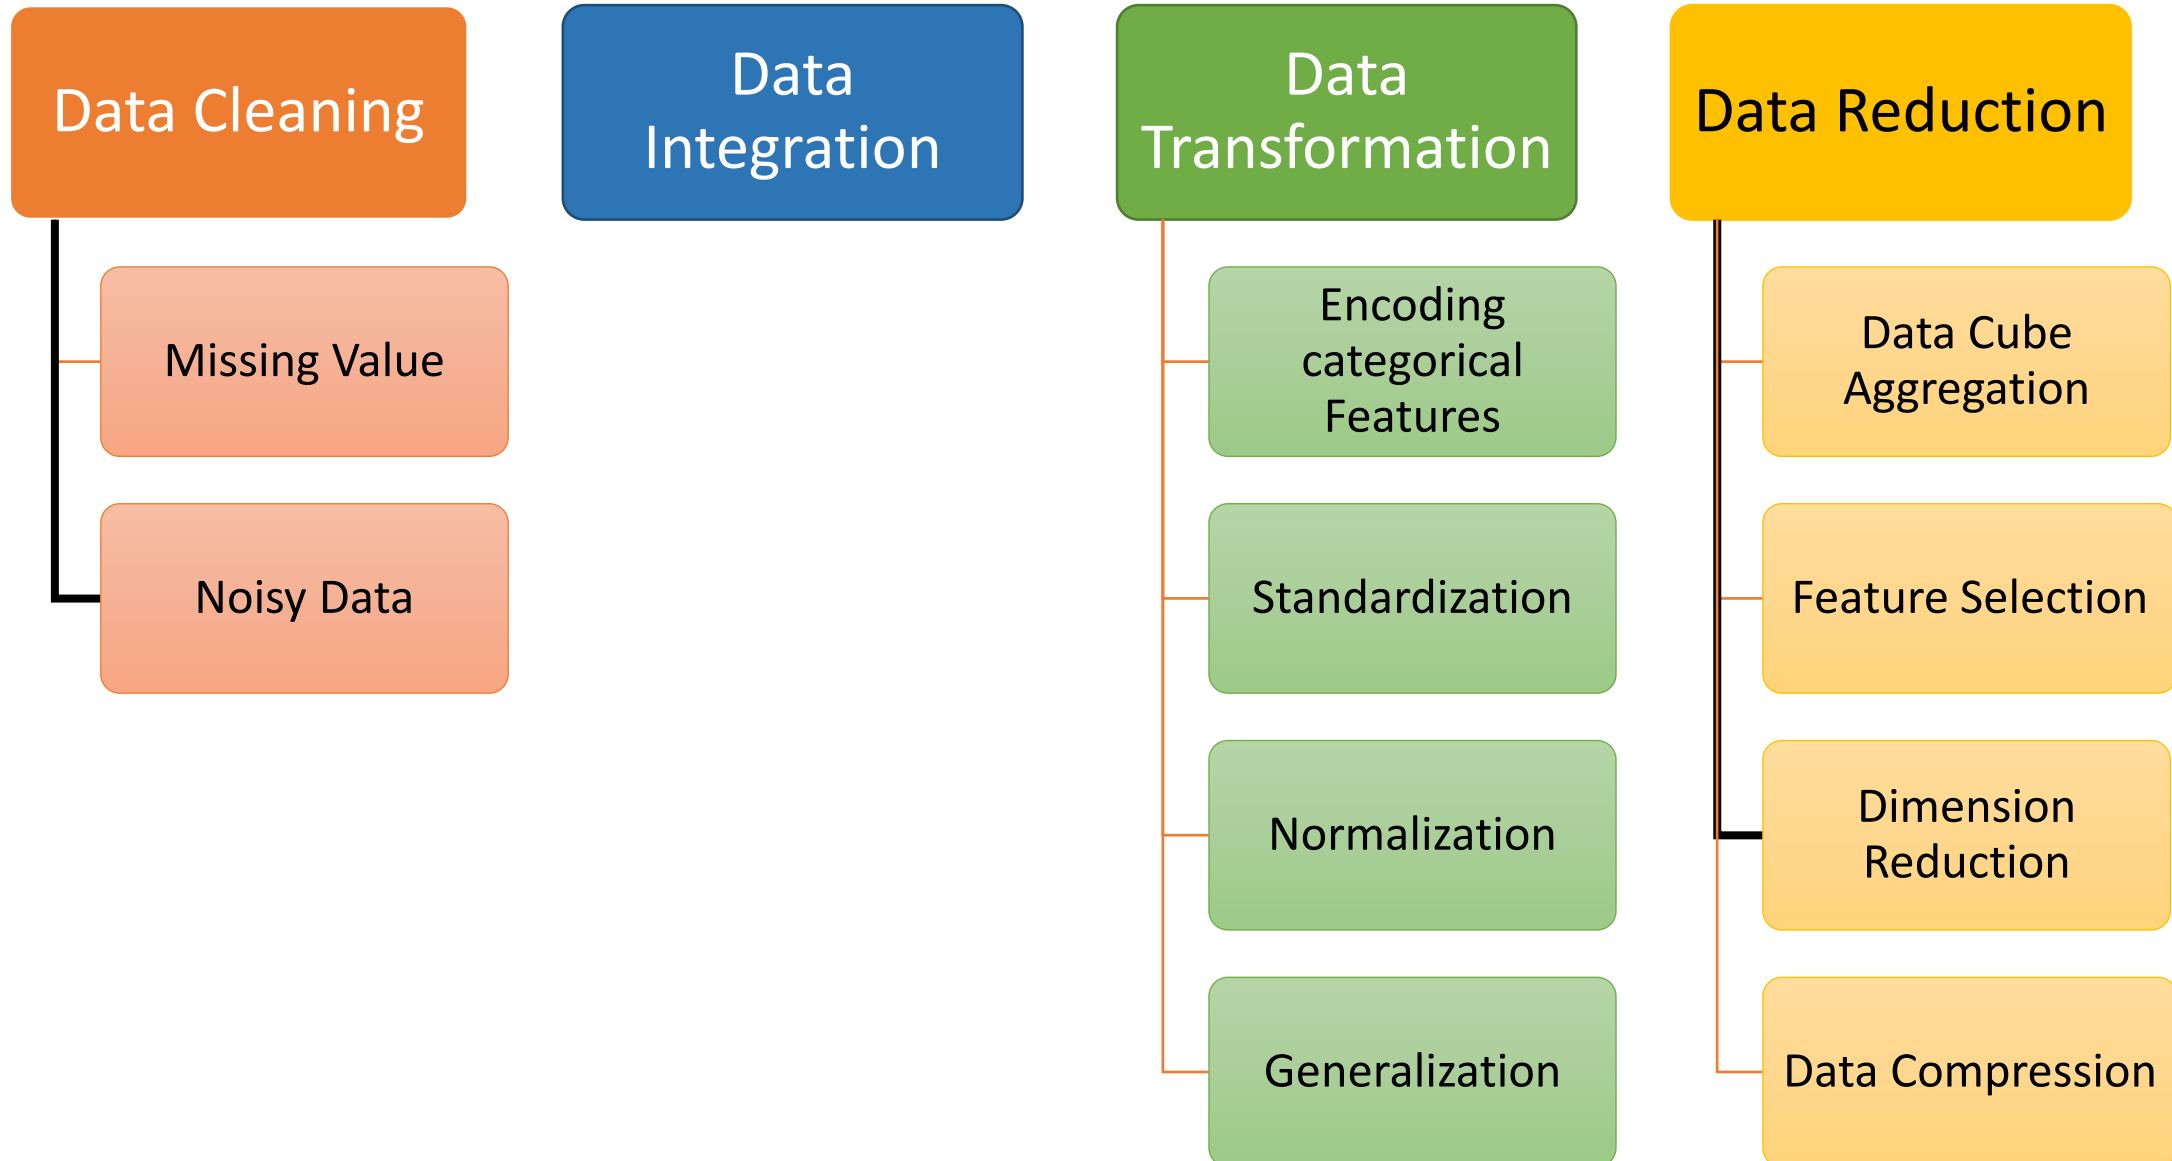 Data Cleaning
Data
Integration
Data
Transformation
Data Reduction
Missing Value
Noisy Data
Encoding
categorical
Features
Standardization
Normalization
Generalization
Data Cube
Aggregation
Feature Selection
Dimension
Reduction
Data Compression